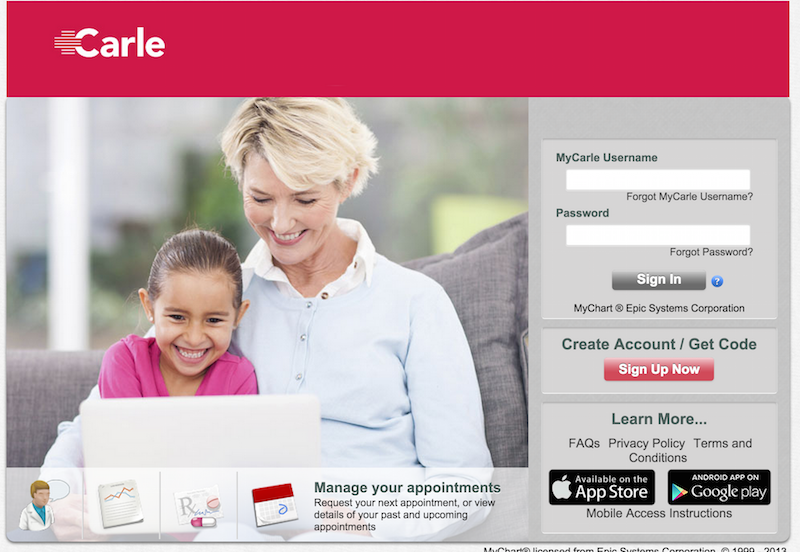 Carle
MyCarle Username
Forgot MyCarle Username?
Password
Forgot Password?
Sign In
?
MyChart ® Epic Systems Corporation
Create Account / Get Code
Sign Up Now
Learn More...
FAQs Privacy Policy Terms and
Conditions
Available on the
App Store
ANDROID APP ON
Google play
Mobile Access Instructions
Rx
Manage your appointments
Request your next appointment, or view
details of your past and upcoming
appointments
MyChart® licensed from Epic Systems Corporation, © 1999 - 2013